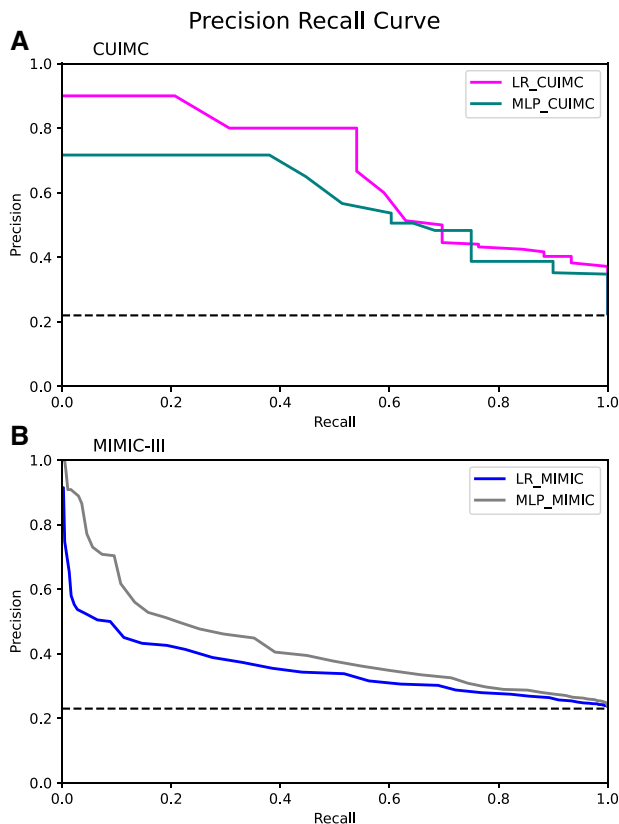 Precision Recall Curve
A
CUIMC
1.0
0.8
0.6
0.4
0.2
0.0
Precision
LR_CUIMC
MLP_CUIMC
0.0 0.2 0.4 0.6 0.8 1.0
Recall
B
MIMIC-III
1.0
0.8
0.6
0.4
0.2
0.0
Precision
LR_MIMIC
MLP_MIMIC
0.0 0.2 0.4 0.6 0.8 1.0
Recall